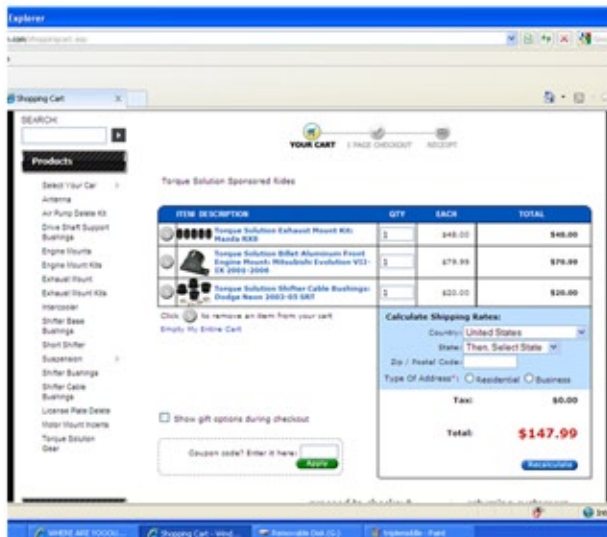 Explorer
Shopping Cart X
SEARCH:
YOUR CART 1 PAGE CHECKOUT RECEIPT
Products
Torque Solution Sponsored Rides
Select Your Car
Antenna
Air Pump Delete Kit
Drive Shaft Support
Bushings
Engine Mounts
Engine Mount Kits
Exhaust Mount
Exhaust Mount Kits
Intercooler
Shifter Base
Bushings
Short Shifter
Suspension
Shifter Bushings
Shifter Cable
Bushings
License Plate Delete
Motor Mount Inserts
Torque Solution
Gear
ITEM DESCRIPTION QTY EACH TOTAL
Torque Solution Exhaust Mount Kit:
Mazda RX8
1 $48.00 $48.00
Torque Solution Billet Aluminum Front
Engine Mount: Mitsubishi Evolution VII-
IX 2001-2006
1 $79.99 $79.99
Torque Solution Shifter Cable Bushings:
Dodge Neon 2003-05 SRT
1 $20.00 $20.00
Click to remove an item from your cart
Empty My Entire Cart
Calculate Shipping Rates:
Country: United States
State: Then, Select State
Zip / Postal Code:
Type Of Address*: Residential Business
Tax: $0.00
Total: $147.99
Recalculate
Show gift options during checkout
Coupon code? Enter it here:
Apply
Shopping Cart - Wind...
Removable Disk (G:)